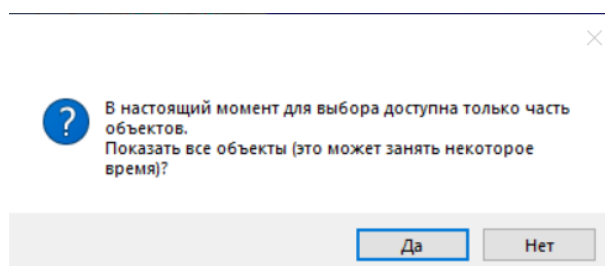 В настоящий момент для выбора доступна только часть
объектов.
Показать все объекты (это может занять некоторое
время)?
Да
Нет